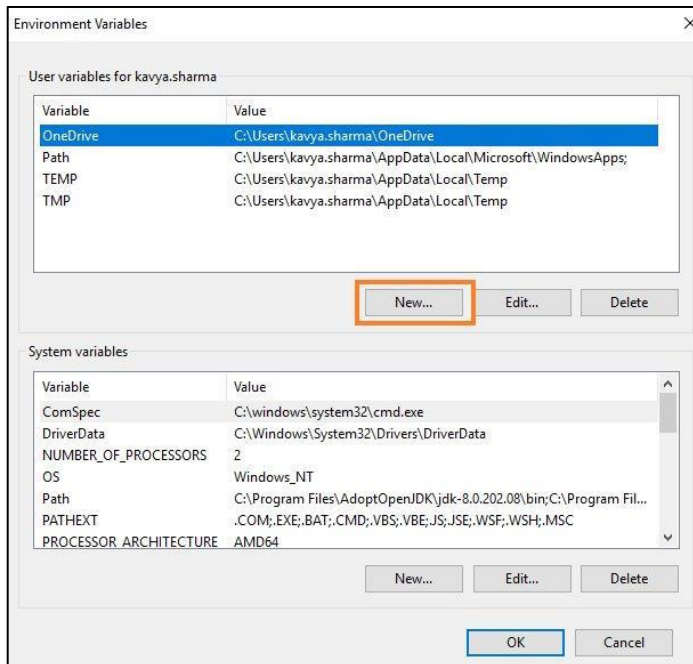 Environment Variables
User variables for kavya.sharma
Variable Value
OneDrive C:\Users\kavya.sharma\OneDrive
Path C:\Users\kavya.sharma\AppData\Local\Microsoft\WindowsApps;
TEMP C:\Users\kavya.sharma\AppData\Local\Temp
TMP C:\Users\kavya.sharma\AppData\Local\Temp
New... Edit... Delete
System variables
Variable Value
ComSpec C:\windows\system32\cmd.exe
DriverData C:\Windows\System32\Drivers\DriverData
NUMBER_OF_PROCESSORS 2
OS Windows_NT
Path C:\Program Files\AdoptOpenJDK\jdk-8.0.202.08\bin;C:\Program Fil...
PATHEXT .COM;.EXE;.BAT;.CMD;.VBS;.VBE;.JS;.JSE;.WSF;.WSH;.MSC
PROCESSOR_ARCHITECTURE AMD64
New... Edit... Delete
OK Cancel